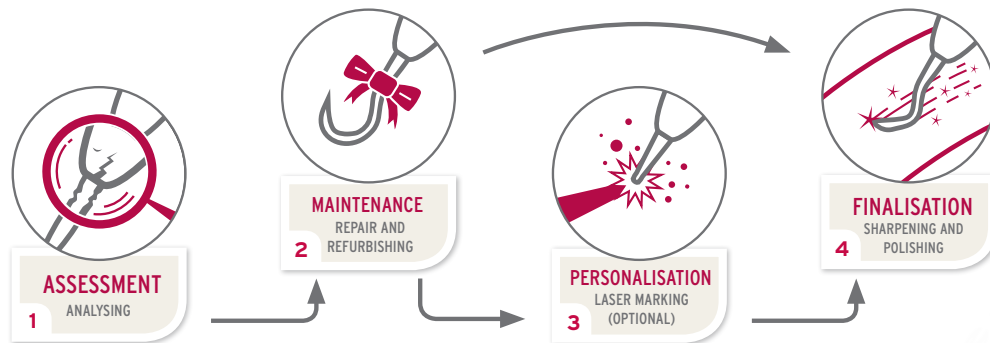 ASSESSMENT
ANALYSING
1
MAINTENANCE
REPAIR AND
REFURBISHING
2
PERSONALISATION
LASER MARKING
(OPTIONAL)
3
FINALISATION
SHARPENING AND
POLISHING
4